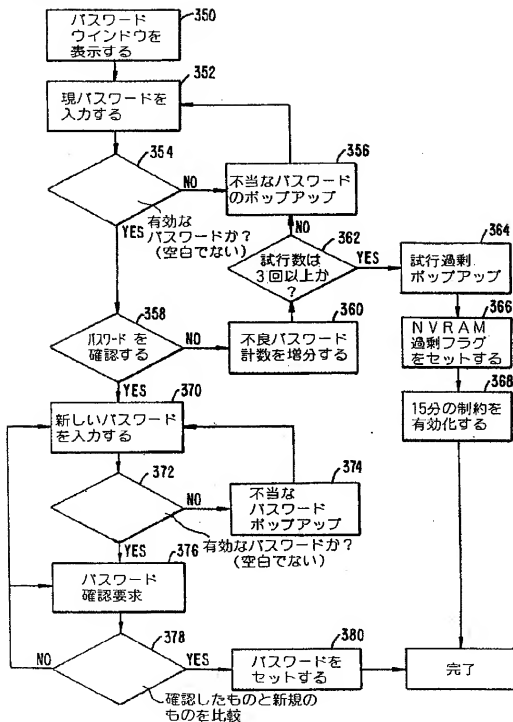 350
パスワード
ウインドウを
表示する
352
現パスワードを
入力する
354
NO
有効な
パスワードか？
(空白でない)
YES
356
不当なパスワード
のポップアップ
NO
362
試行数は
3回以上か
？
YES
364
試行過剰
ポップアップ
366
NVRAM
過剰フラグ
をセットする
368
15分の制約を
有効化する
358
パスワードを
確認する
NO
360
不良パスワード
計数を増分する
YES
370
新しいパスワード
を入力する
372
NO
374
不当な
パスワード
ポップアップ
有効なパスワードか？
(空白でない)
YES
376
パスワード
確認要求
378
NO
YES
380
パスワードを
セットする
完了
確認したものと新規の
ものを比較